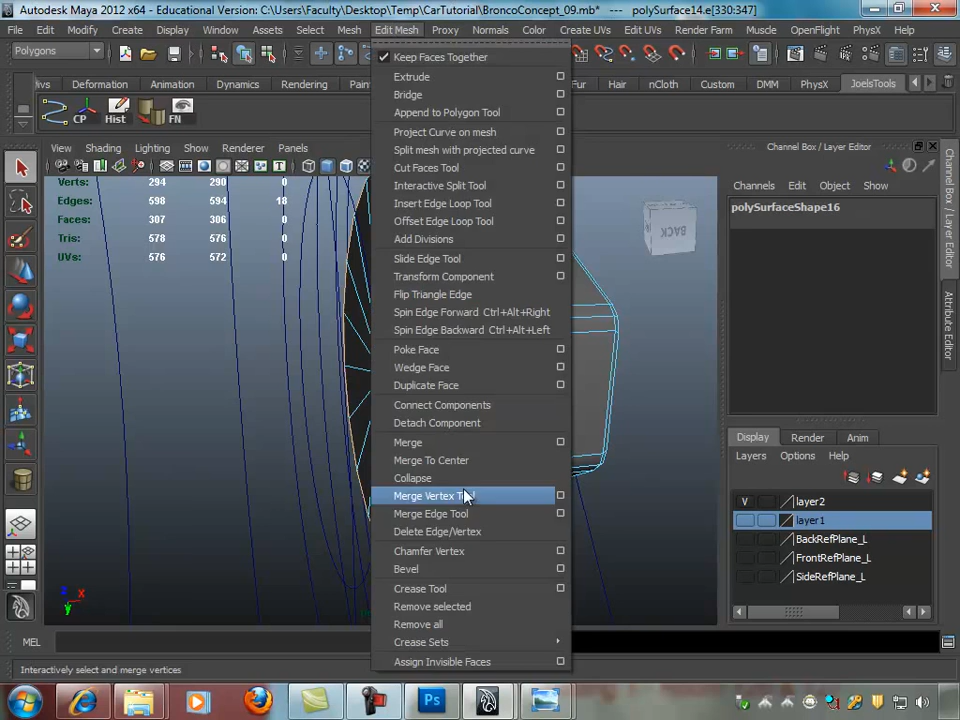 Autodesk Maya 2012 x64 - Educational Version: C:\Users\Faculty\Desktop\Temp\CarTutorial\BroncoConcept_09.mb* --- polySurface14.e[330:347]
File Edit Modify Create Display Window Assets Select Mesh Edit Mesh Proxy Normals Color Create UVs Edit UVs Render Farm Muscle OpenFlight PhysX Help
Polygons
Deformation Animation Dynamics Rendering Fur Hair nCloth Custom DMM PhysX JoelsTools
CP Hist FN
View Shading Lighting Show Renderer Panels
Verts: 294 290 0
Edges: 598 594 18
Faces: 307 306 0
Tris: 578 576 0
UVs: 576 572 0
BACK
Keep Faces Together
Extrude
Bridge
Append to Polygon Tool
Project Curve on mesh
Split mesh with projected curve
Cut Faces Tool
Interactive Split Tool
Insert Edge Loop Tool
Offset Edge Loop Tool
Add Divisions
Slide Edge Tool
Transform Component
Flip Triangle Edge
Spin Edge Forward Ctrl+Alt+Right
Spin Edge Backward Ctrl+Alt+Left
Poke Face
Wedge Face
Duplicate Face
Connect Components
Detach Component
Merge
Merge To Center
Collapse
Merge Vertex Tool
Merge Edge Tool
Delete Edge/Vertex
Chamfer Vertex
Bevel
Crease Tool
Remove selected
Remove all
Crease Sets
Assign Invisible Faces
Channel Box / Layer Editor
Channels Edit Object Show
polySurfaceShape16
Channel Box / Layer Editor
Attribute Editor
Display Render Anim
Layers Options Help
V layer2
layer1
BackRefPlane_L
FrontRefPlane_L
SideRefPlane_L
z x y
MEL
Interactively select and merge vertices
Ps